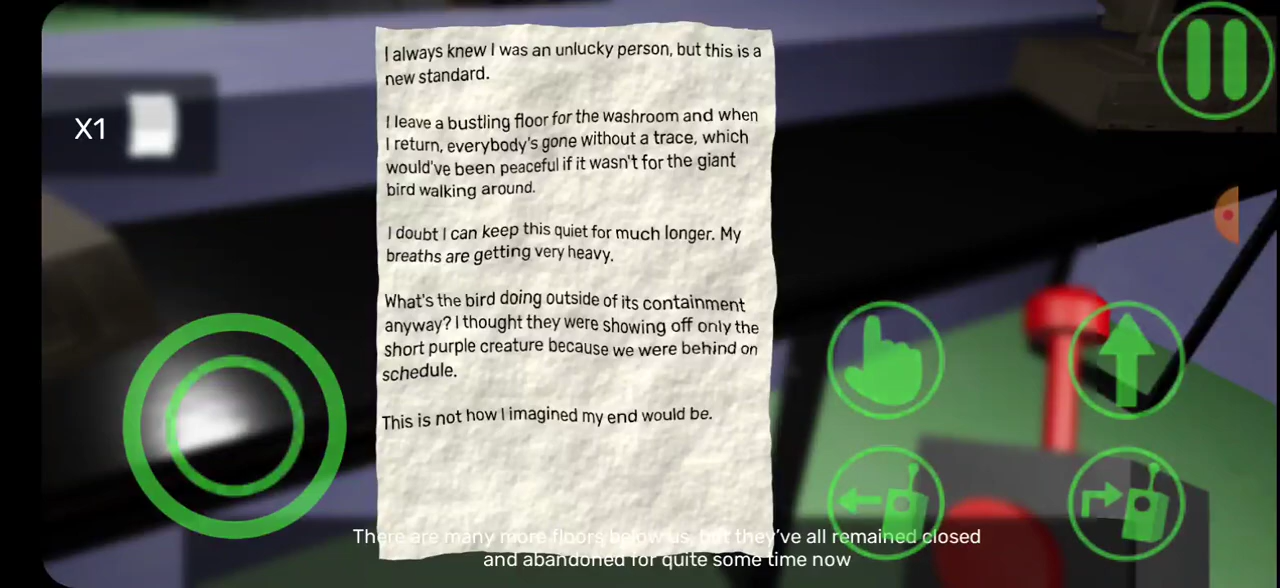 X1
I always knew I was an unlucky person, but this is a
new standard.
I leave a bustling floor for the washroom and when
I return, everybody's gone without a trace, which
would've been peaceful if it wasn't for the giant
bird walking around.
I doubt I can keep this quiet for much longer. My
breaths are getting very heavy.
What's the bird doing outside of its containment
anyway? I thought they were showing off only the
short purple creature because we were behind on
schedule.
This is not how I imagined my end would be.
There are many more floors below us, but they've all remained closed
and abandoned for quite some time now